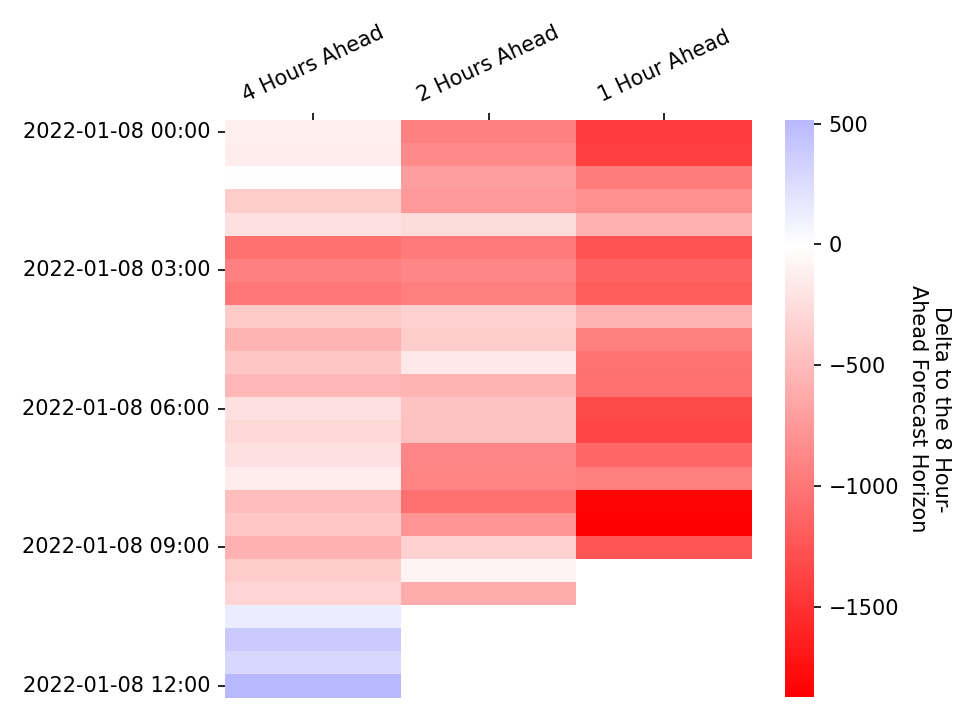 4 Hours Ahead
2 Hours Ahead
1 Hour Ahead
2022-01-08 00:00
2022-01-08 03:00
2022-01-08 06:00
2022-01-08 09:00
2022-01-08 12:00
500
0
−500
−1000
−1500
Delta to the 8 Hour-
Ahead Forecast Horizon